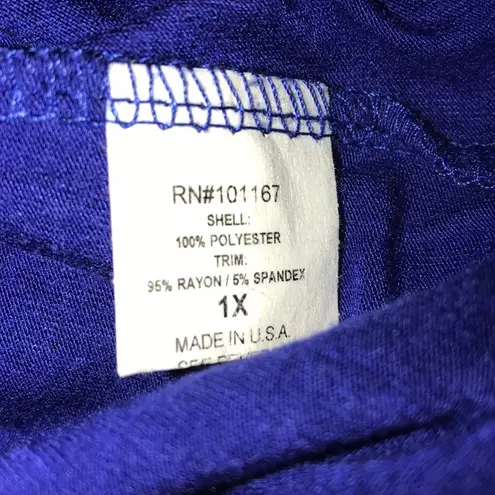 RN#101167
SHELL:
100% POLYESTER
TRIM:
95% RAYON / 5% SPANDEX
1X
MADE IN U.S.A.